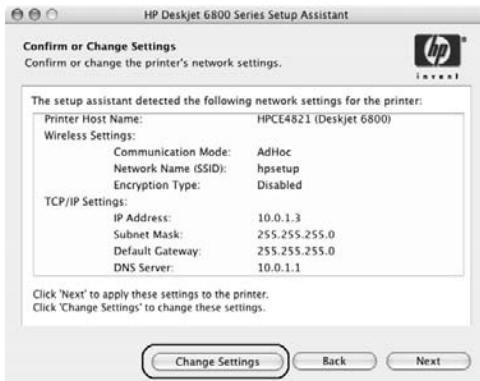 HP Deskjet 6800 Series Setup Assistant
Confirm or Change Settings
Confirm or change the printer's network settings.
hp
invent
The setup assistant detected the following network settings for the printer:
Printer Host Name: HPCE4821 (Deskjet 6800)
Wireless Settings:
Communication Mode: AdHoc
Network Name (SSID): hpsetup
Encryption Type: Disabled
TCP/IP Settings:
IP Address: 10.0.1.3
Subnet Mask: 255.255.255.0
Default Gateway: 255.255.255.0
DNS Server: 10.0.1.1
Click 'Next' to apply these settings to the printer.
Click 'Change Settings' to change these settings.
Change Settings Back Next